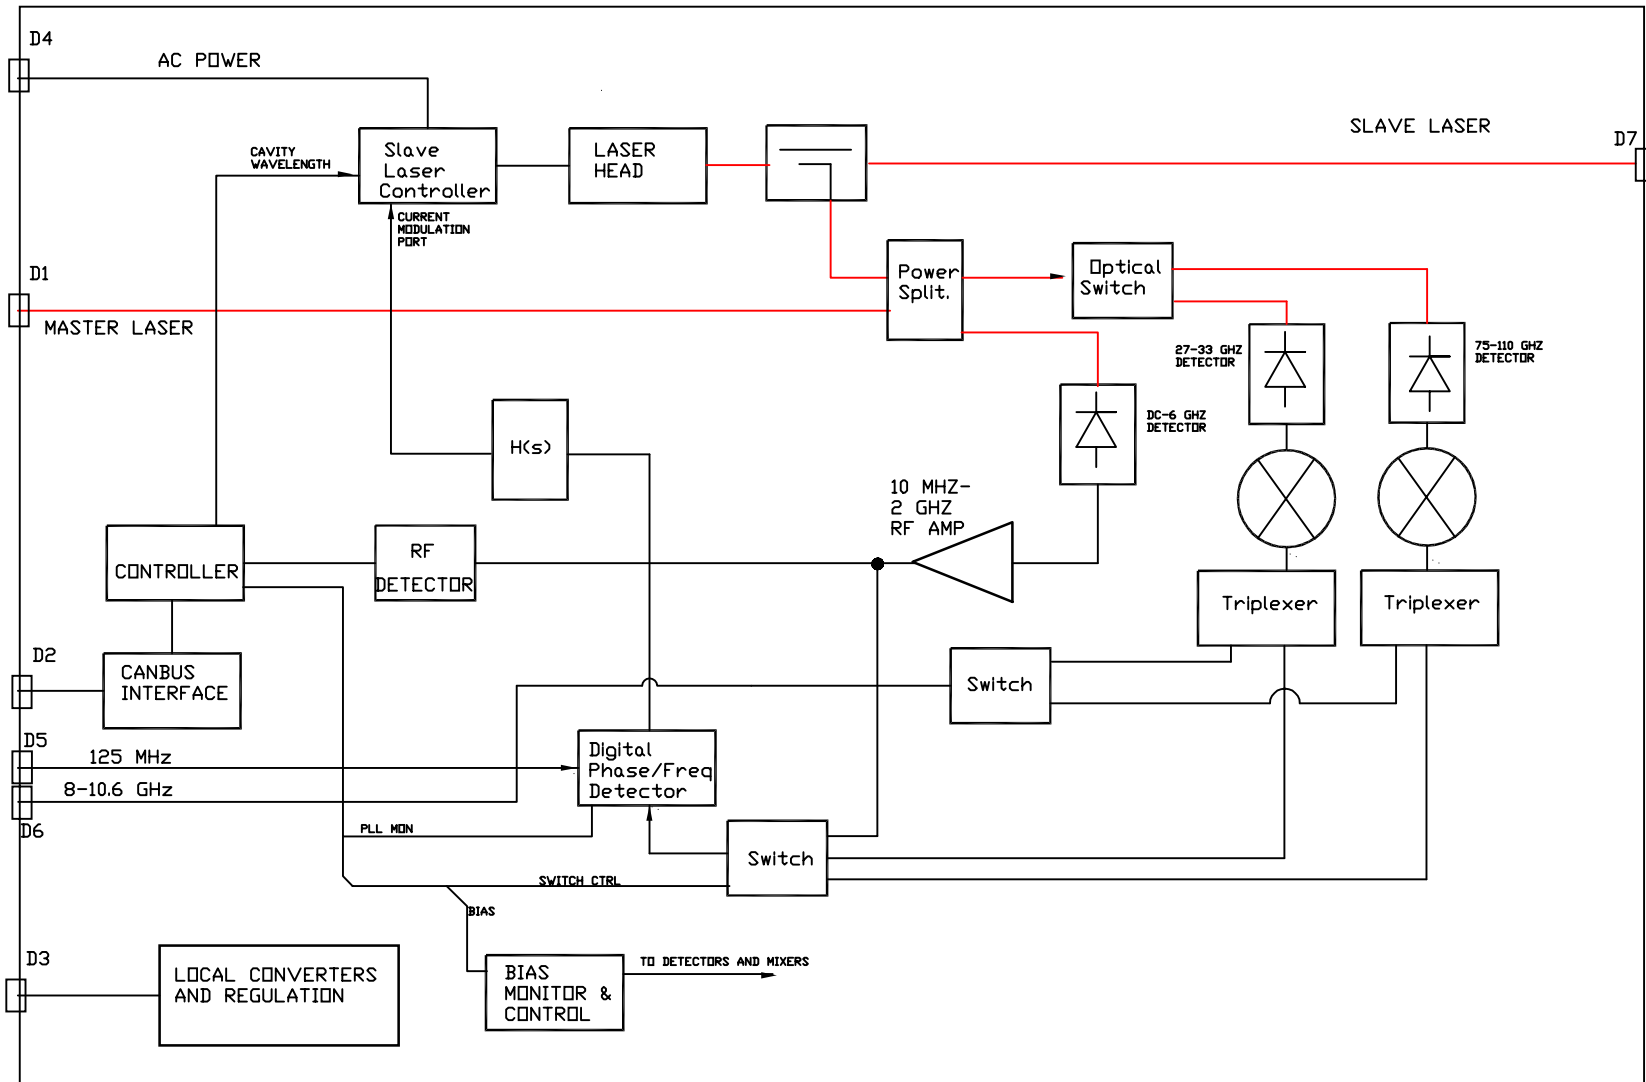 D4
AC POWER
SLAVE LASER
D7
CAVITY
WAVELENGTH
Slave
Laser
Controller
LASER
HEAD
CURRENT
MODULATION
PORT
D1
MASTER LASER
Power
Split.
Optical
Switch
27-33 GHZ
DETECTOR
75-110 GHZ
DETECTOR
DC-6 GHZ
DETECTOR
H(s)
10 MHZ-
2 GHZ
RF AMP
CONTROLLER
RF
DETECTOR
Triplexer
Triplexer
D2
CANBUS
INTERFACE
Switch
D5
125 MHz
8-10.6 GHz
D6
Digital
Phase/Freq
Detector
PLL MON
Switch
SWITCH CTRL
BIAS
D3
LOCAL CONVERTERS
AND REGULATION
BIAS
MONITOR &
CONTROL
TO DETECTORS AND MIXERS